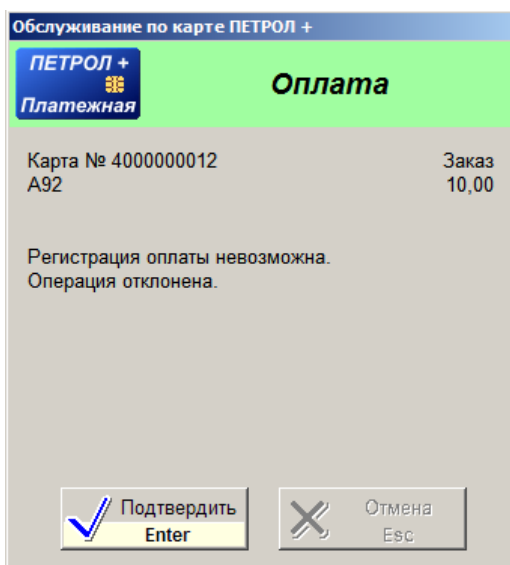 Обслуживание по карте ПЕТРОЛ +
ПЕТРОЛ +
Платежная
Оплата
Карта № 4000000012 Заказ
А92 10,00
Регистрация оплаты невозможна.
Операция отклонена.
Подтвердить
Enter
Отмена
Esc